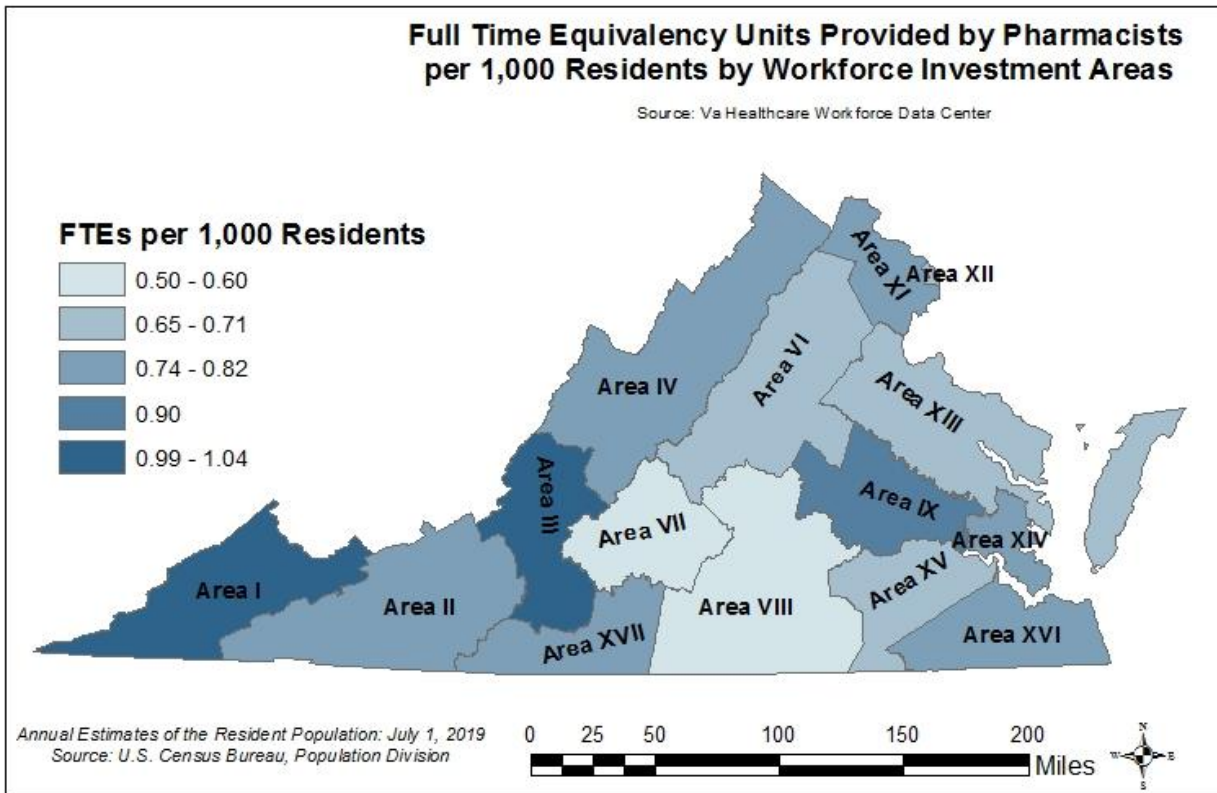 Full Time Equivalency Units Provided by Pharmacists
per 1,000 Residents by Workforce Investment Areas
Source: Va Healthcare Workforce Data Center
FTEs per 1,000 Residents
0.50 - 0.60
0.65 - 0.71
0.74 - 0.82
0.90
0.99 - 1.04
Area XI
Area XII
Area VI
Area IV
Area XIII
Area III
Area IX
Area VII
Area XIV
Area I
Area II
Area VIII
Area XV
Area XVII
Area XVI
Annual Estimates of the Resident Population: July 1, 2019
Source: U.S. Census Bureau, Population Division
0 25 50 100 150 200
Miles
N
W E
S